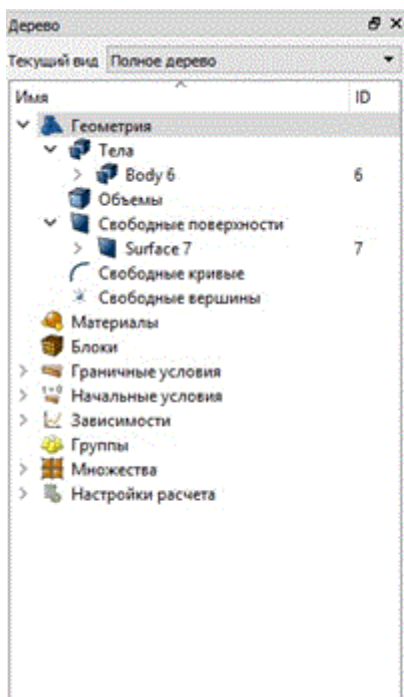 Дерево
Текущий вид Полное дерево
Имя ID
Геометрия
Тела
Body 6 6
Объемы
Свободные поверхности
Surface 7 7
Свободные кривые
Свободные вершины
Материалы
Блоки
Граничные условия
Начальные условия
Зависимости
Группы
Множества
Настройки расчета